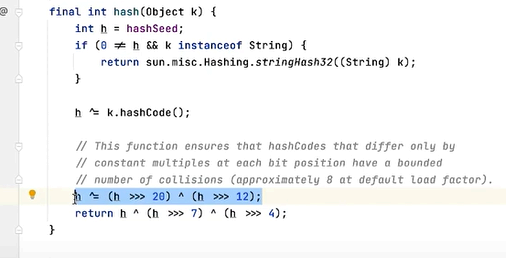 final int hash(Object k) {
int h = hashSeed;
if (0 ≠ h && k instanceof String) {
return sun.misc.Hashing.stringHash32((String) k);
}
h ^= k.hashCode();
// This function ensures that hashCodes that differ only by
// constant multiples at each bit position have a bounded
// number of collisions (approximately 8 at default load factor).
h ^= (h >>> 20) ^ (h >>> 12);
return h ^ (h >>> 7) ^ (h >>> 4);
}